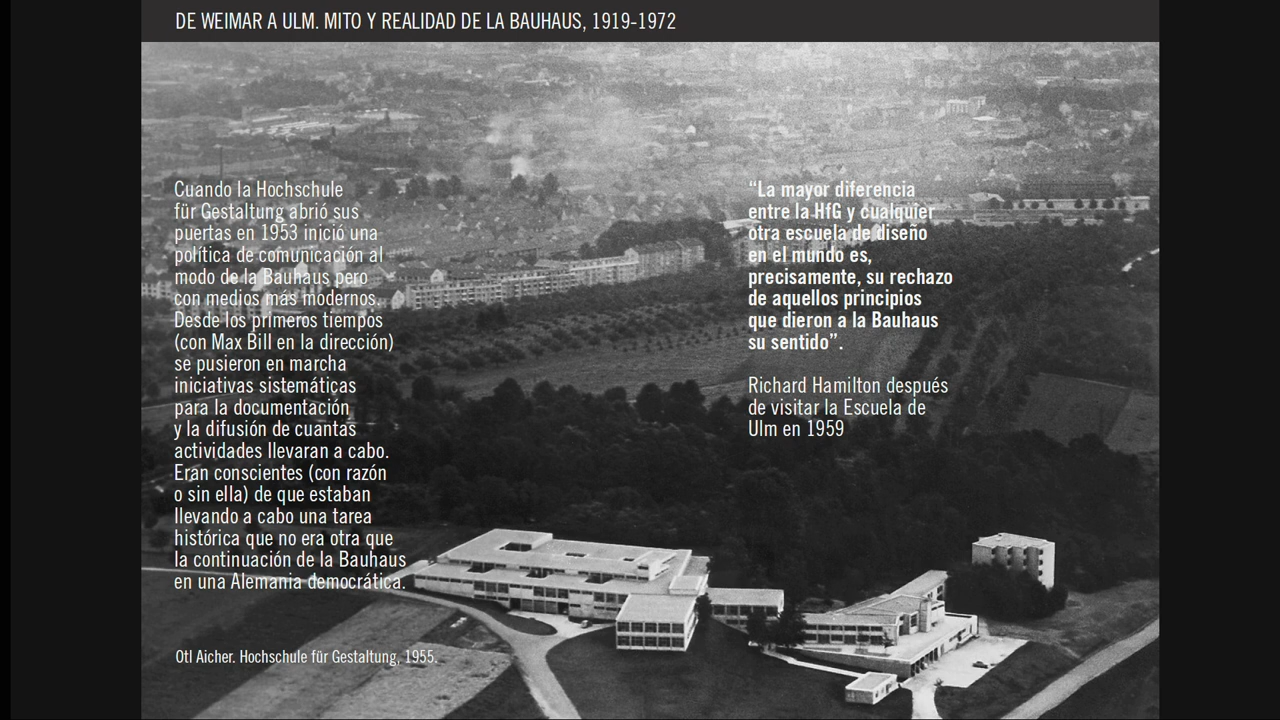 DE WEIMAR A ULM. MITO Y REALIDAD DE LA BAUHAUS, 1919-1972
Cuando la Hochschule
für Gestaltung abrió sus
puertas en 1953 inició una
política de comunicación al
modo de la Bauhaus pero
con medios más modernos.
Desde los primeros tiempos
(con Max Bill en la dirección)
se pusieron en marcha
iniciativas sistemáticas
para la documentación
y la difusión de cuantas
actividades llevaran a cabo.
Eran conscientes (con razón
o sin ella) de que estaban
llevando a cabo una tarea
histórica que no era otra que
la continuación de la Bauhaus
en una Alemania democrática.
“La mayor diferencia
entre la HfG y cualquier
otra escuela de diseño
en el mundo es,
precisamente, su rechazo
de aquellos principios
que dieron a la Bauhaus
su sentido”.
Richard Hamilton después
de visitar la Escuela de
Ulm en 1959
Otl Aicher. Hochschule für Gestaltung, 1955.